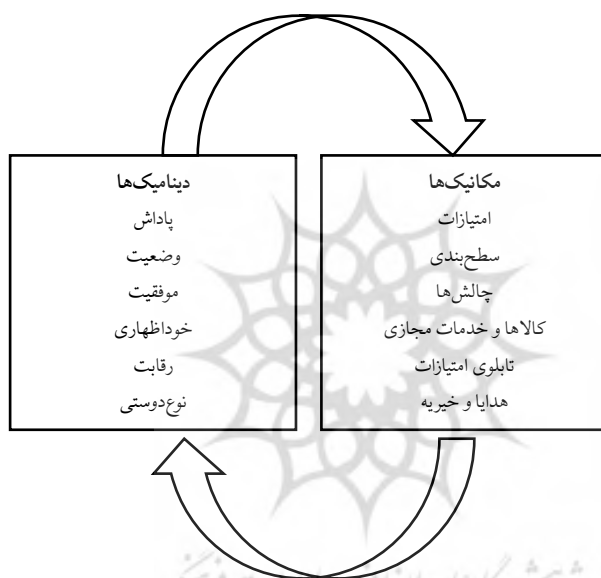 مکانیک‌ها
امتیازات
سطح‌بندی
چالش‌ها
کالاها و خدمات مجازی
تابلوی امتیازات
هدایا و خیریه
دینامیک‌ها
پاداش
وضعیت
موفقیت
خوداظهاری
رقابت
نوع‌دوستی